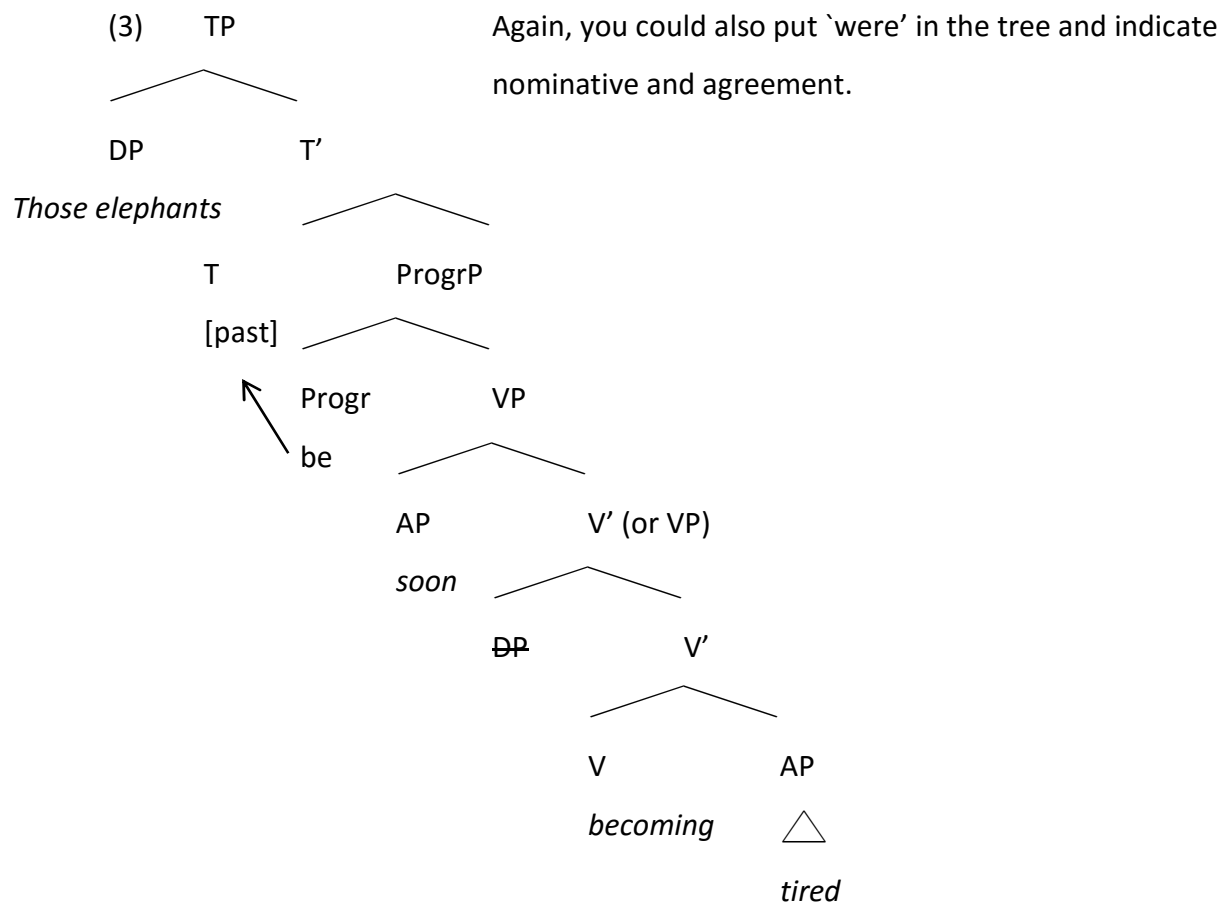 (3) TP Again, you could also put `were’ in the tree and indicate
nominative and agreement.
DP T’
Those elephants
T ProgrP
[past]
Progr VP
be
AP V’ (or VP)
soon
DP V’
V AP
becoming
tired